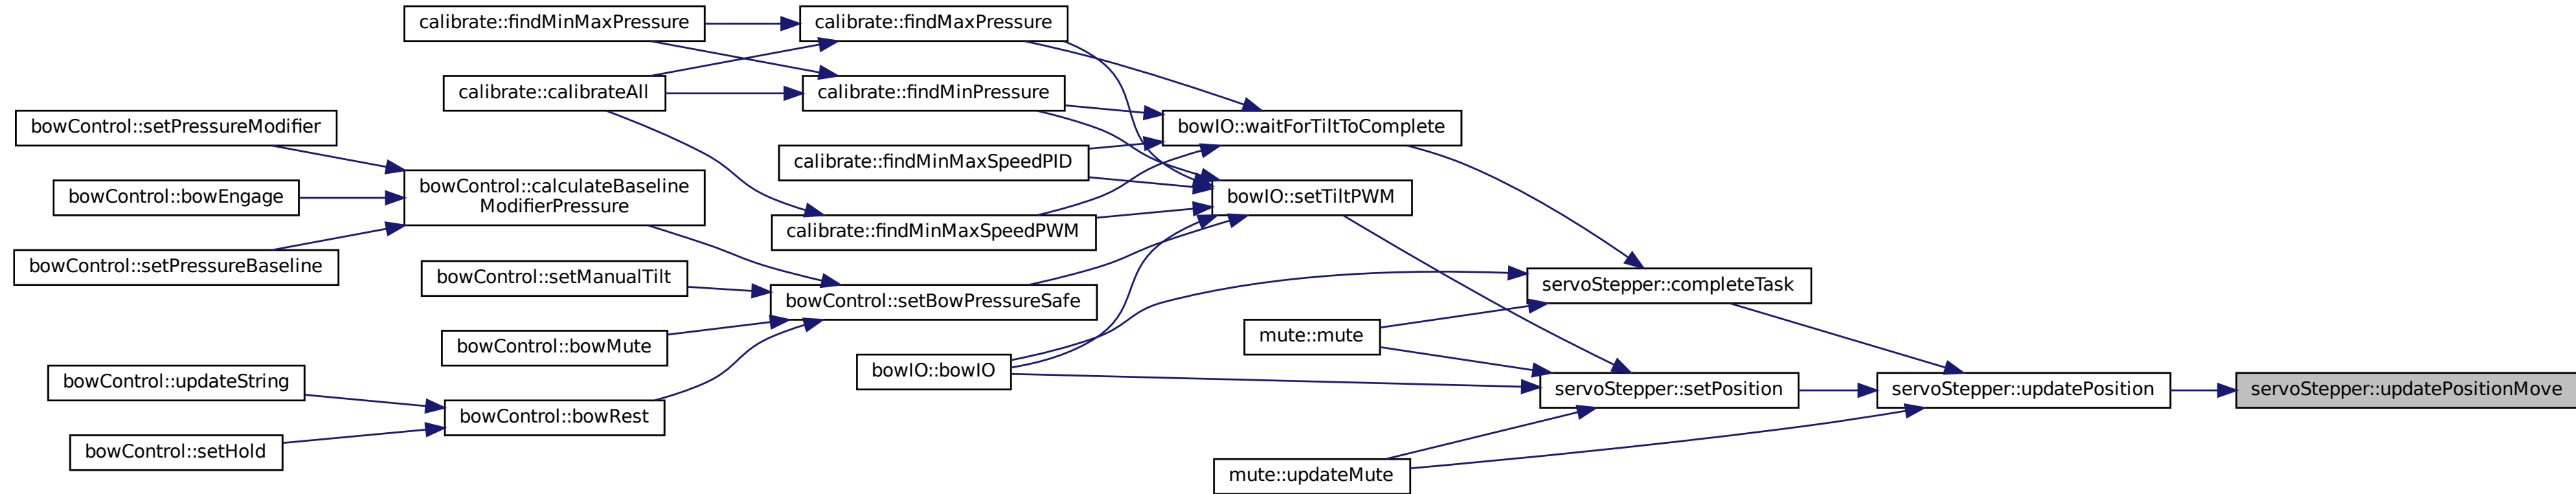 calibrate::findMinMaxPressure
calibrate::findMaxPressure
calibrate::calibrateAll
calibrate::findMinPressure
bowControl::setPressureModifier
bowIO::waitForTiltToComplete
calibrate::findMinMaxSpeedPID
bowControl::calculateBaseline
ModifierPressure
bowControl::bowEngage
bowIO::setTiltPWM
calibrate::findMinMaxSpeedPWM
bowControl::setPressureBaseline
bowControl::setManualTilt
servoStepper::completeTask
bowControl::setBowPressureSafe
mute::mute
bowControl::bowMute
bowIO::bowIO
bowControl::updateString
servoStepper::setPosition
servoStepper::updatePosition
servoStepper::updatePositionMove
bowControl::bowRest
bowControl::setHold
mute::updateMute